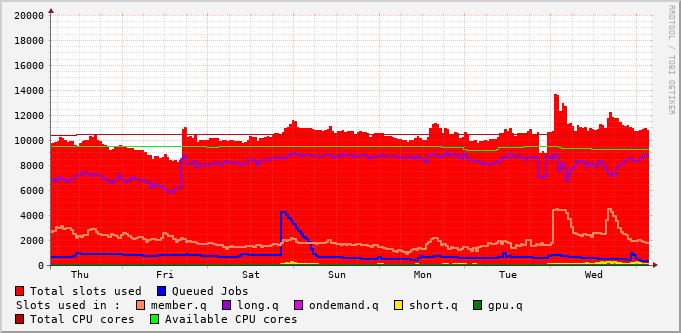 20000
18000
16000
14000
12000
10000
8000
6000
4000
2000
0
Thu Fri Sat Sun Mon Tue Wed
RRDTOOL / TOBI OETIKER
Total slots used Queued Jobs
Slots used in : member.q long.q ondemand.q short.q gpu.q
Total CPU cores Available CPU cores